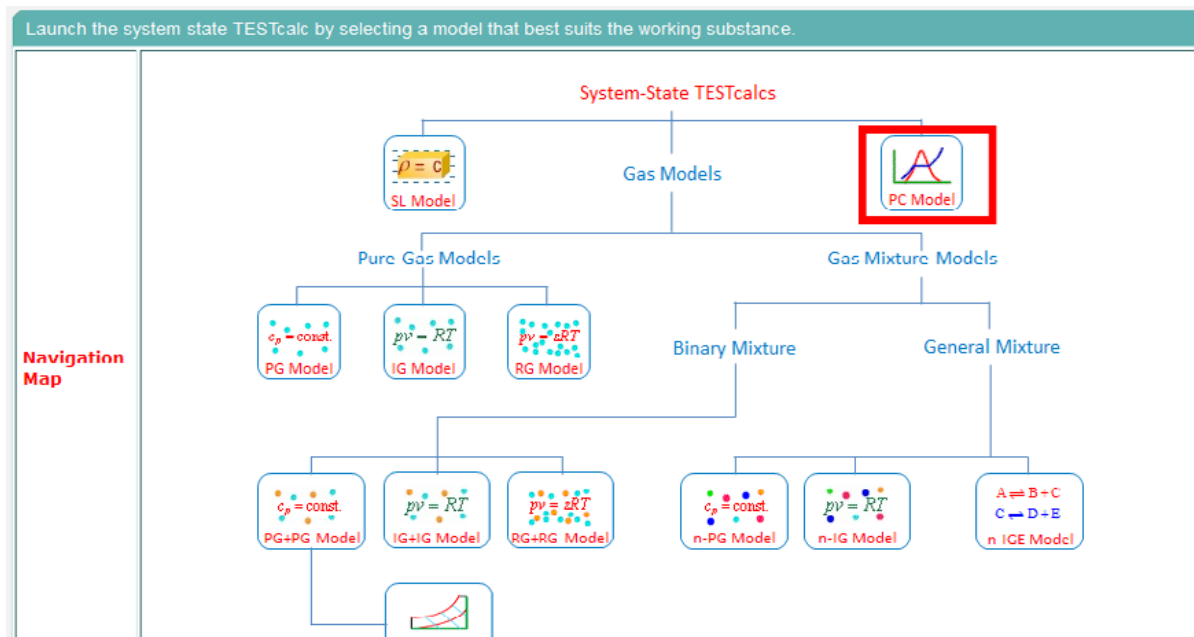 Launch the system state TESTcalc by selecting a model that best suits the working substance.
System-State TESTcalcs
ρ = c
SL Model
Gas Models
PC Model
Pure Gas Models
Gas Mixture Models
cp = const.
PG Model
pv = RT
IG Model
pv = zRT
RG Model
Binary Mixture
General Mixture
Navigation
Map
cp = const.
PG+PG Model
pv = RT
IG+IG Model
pv = zRT
RG+RG Model
cp = const.
n-PG Model
pv = RT
n-IG Model
A ⇌ B + C
C ⇌ D + E
n IGE Model